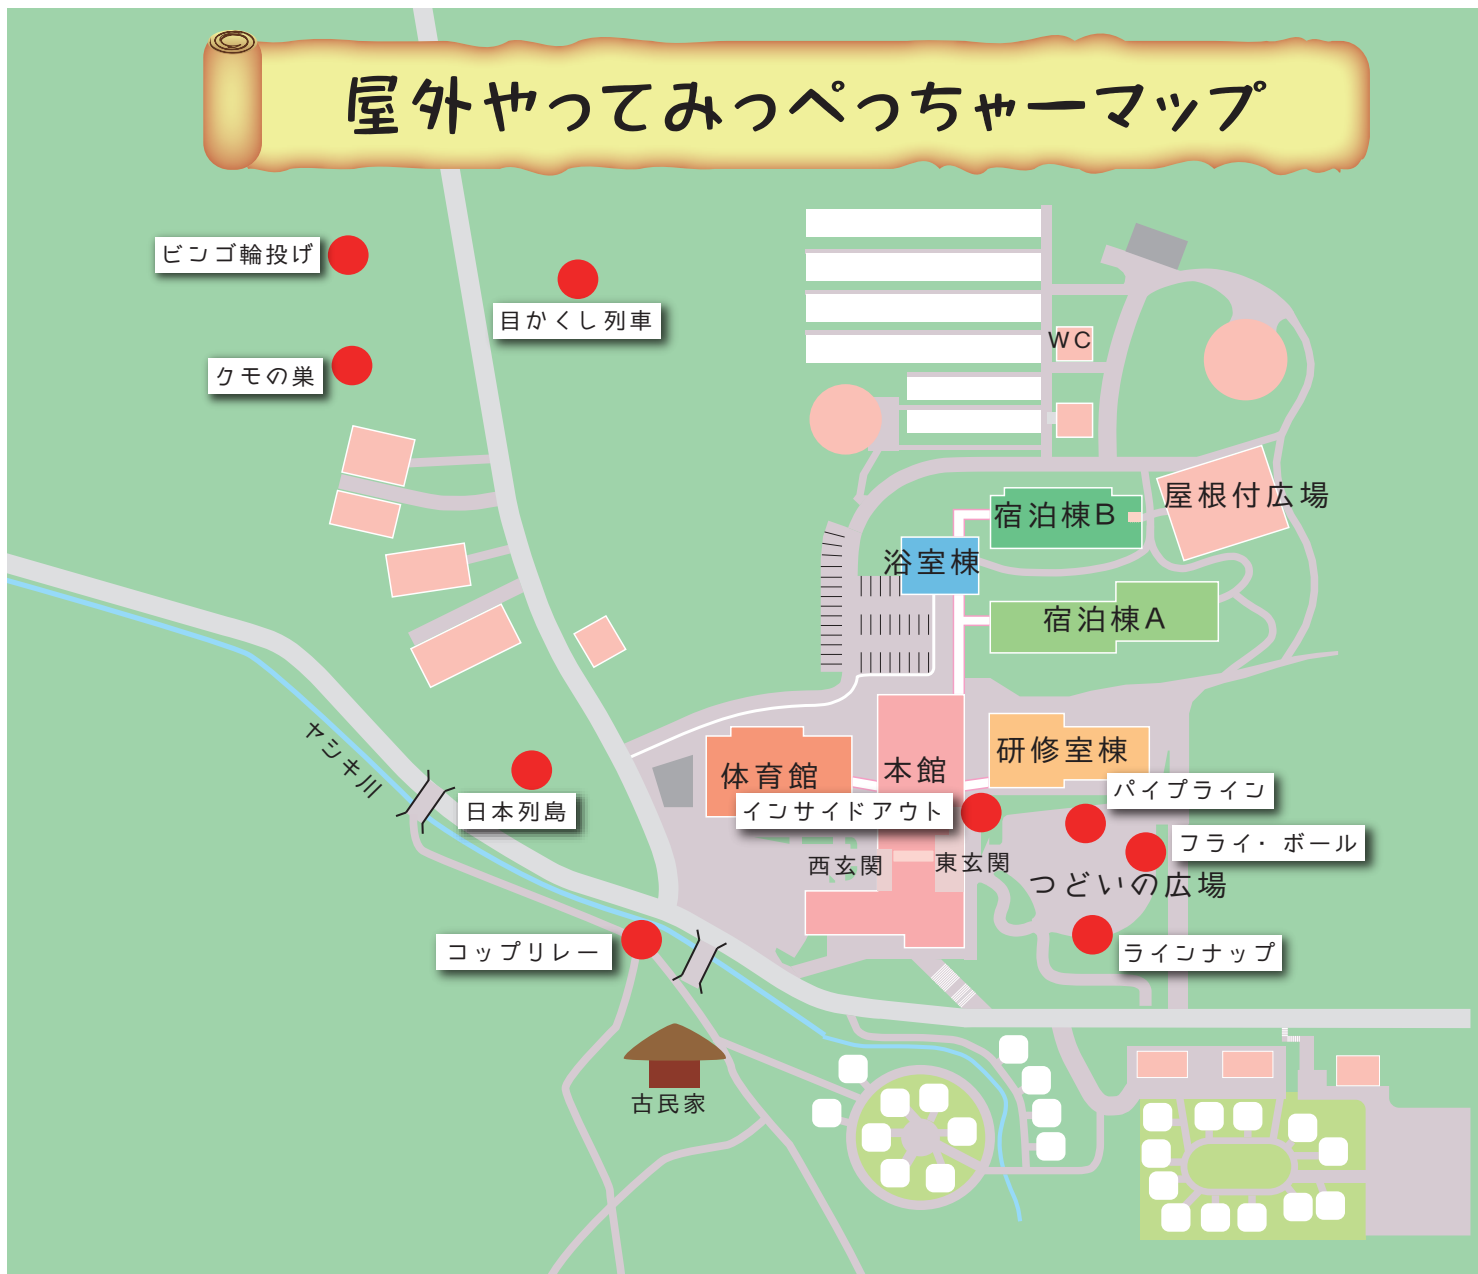 屋外やってみっぺっちゃーマップ
ビンゴ輪投げ
目かくし列車
クモの巣
WC
屋根付広場
宿泊棟B
浴室棟
宿泊棟A
ヤシキ川
研修室棟
本館
体育館
日本列島
インサイドアウト
パイプライン
フライ・ボール
西玄関
東玄関
つどいの広場
コップリレー
ラインナップ
古民家